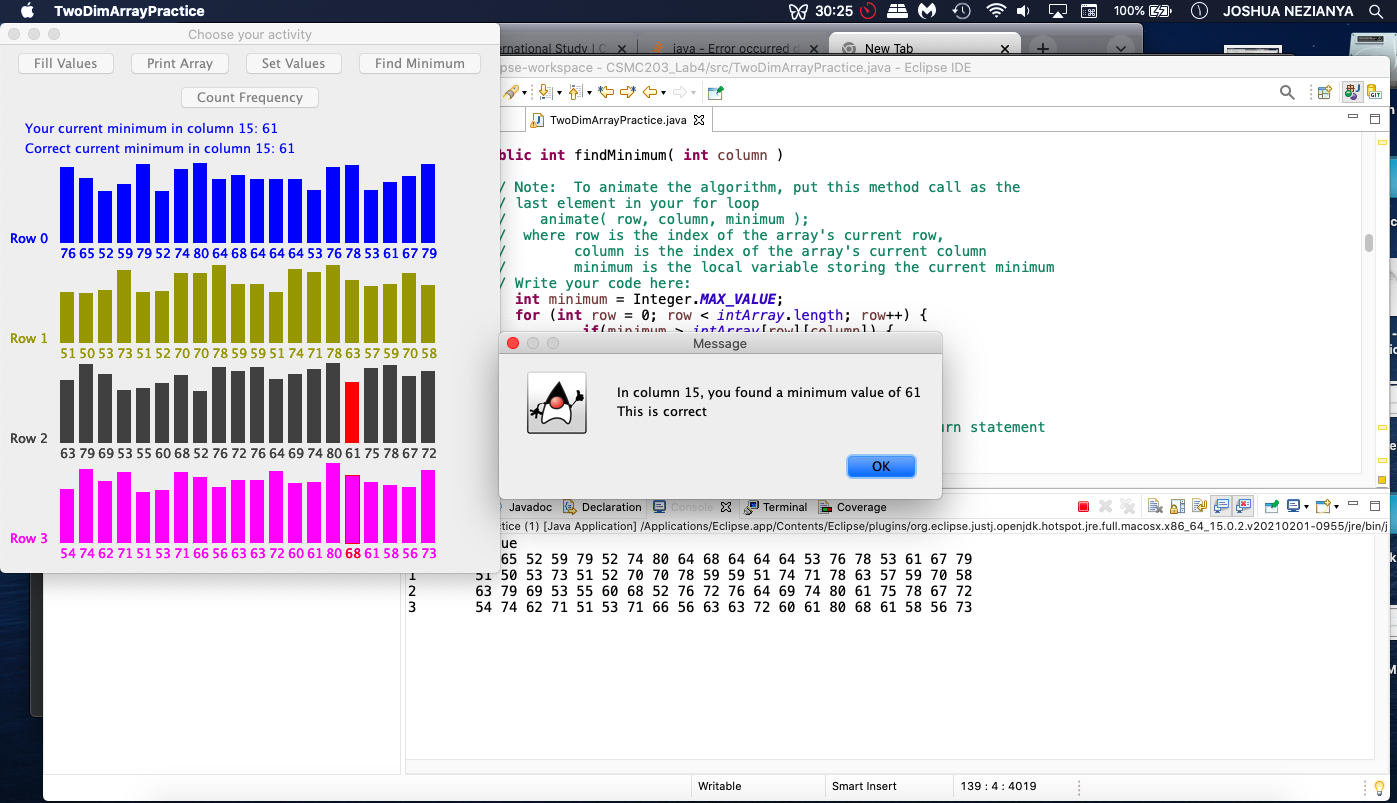 TwoDimArrayPractice 30:25 100% JOSHUA NEZIANYA
Choose your activity
Fill Values Print Array Set Values Find Minimum
Count Frequency
Your current minimum in column 15: 61
Correct current minimum in column 15: 61
Row 0
76 65 52 59 79 52 74 80 64 68 64 64 64 53 76 78 53 61 67 79
Row 1
51 50 53 73 51 52 70 70 78 59 59 51 74 71 78 63 57 59 70 58
Row 2
63 79 69 53 55 60 68 52 76 72 76 64 69 74 80 61 75 78 67 72
Row 3
54 74 62 71 51 53 71 66 56 63 63 72 60 61 80 68 61 58 56 73
ernational Study | C java - Error occurred d New Tab
pse-workspace - CSMC203_Lab4/src/TwoDimArrayPractice.java - Eclipse IDE
TwoDimArrayPractice.java
blic int findMinimum( int column )
/ Note: To animate the algorithm, put this method call as the
/ last element in your for loop
/ animate( row, column, minimum );
/ where row is the index of the array's current row,
/ column is the index of the array's current column
/ minimum is the local variable storing the current minimum
/ Write your code here:
int minimum = Integer.MAX_VALUE;
for (int row = 0; row < intArray.length; row++) {
if(minimum > intArray[row][column]) {
urn statement
Message
In column 15, you found a minimum value of 61
This is correct
OK
Javadoc Declaration Console Terminal Coverage
tice (1) [Java Application] /Applications/Eclipse.app/Contents/Eclipse/plugins/org.eclipse.justj.openjdk.hotspot.jre.full.macosx.x86_64_15.0.2.v20210201-0955/jre/bin/j
ue
65 52 59 79 52 74 80 64 68 64 64 64 53 76 78 53 61 67 79
1 51 50 53 73 51 52 70 70 78 59 59 51 74 71 78 63 57 59 70 58
2 63 79 69 53 55 60 68 52 76 72 76 64 69 74 80 61 75 78 67 72
3 54 74 62 71 51 53 71 66 56 63 63 72 60 61 80 68 61 58 56 73
Writable Smart Insert 139 : 4 : 4019